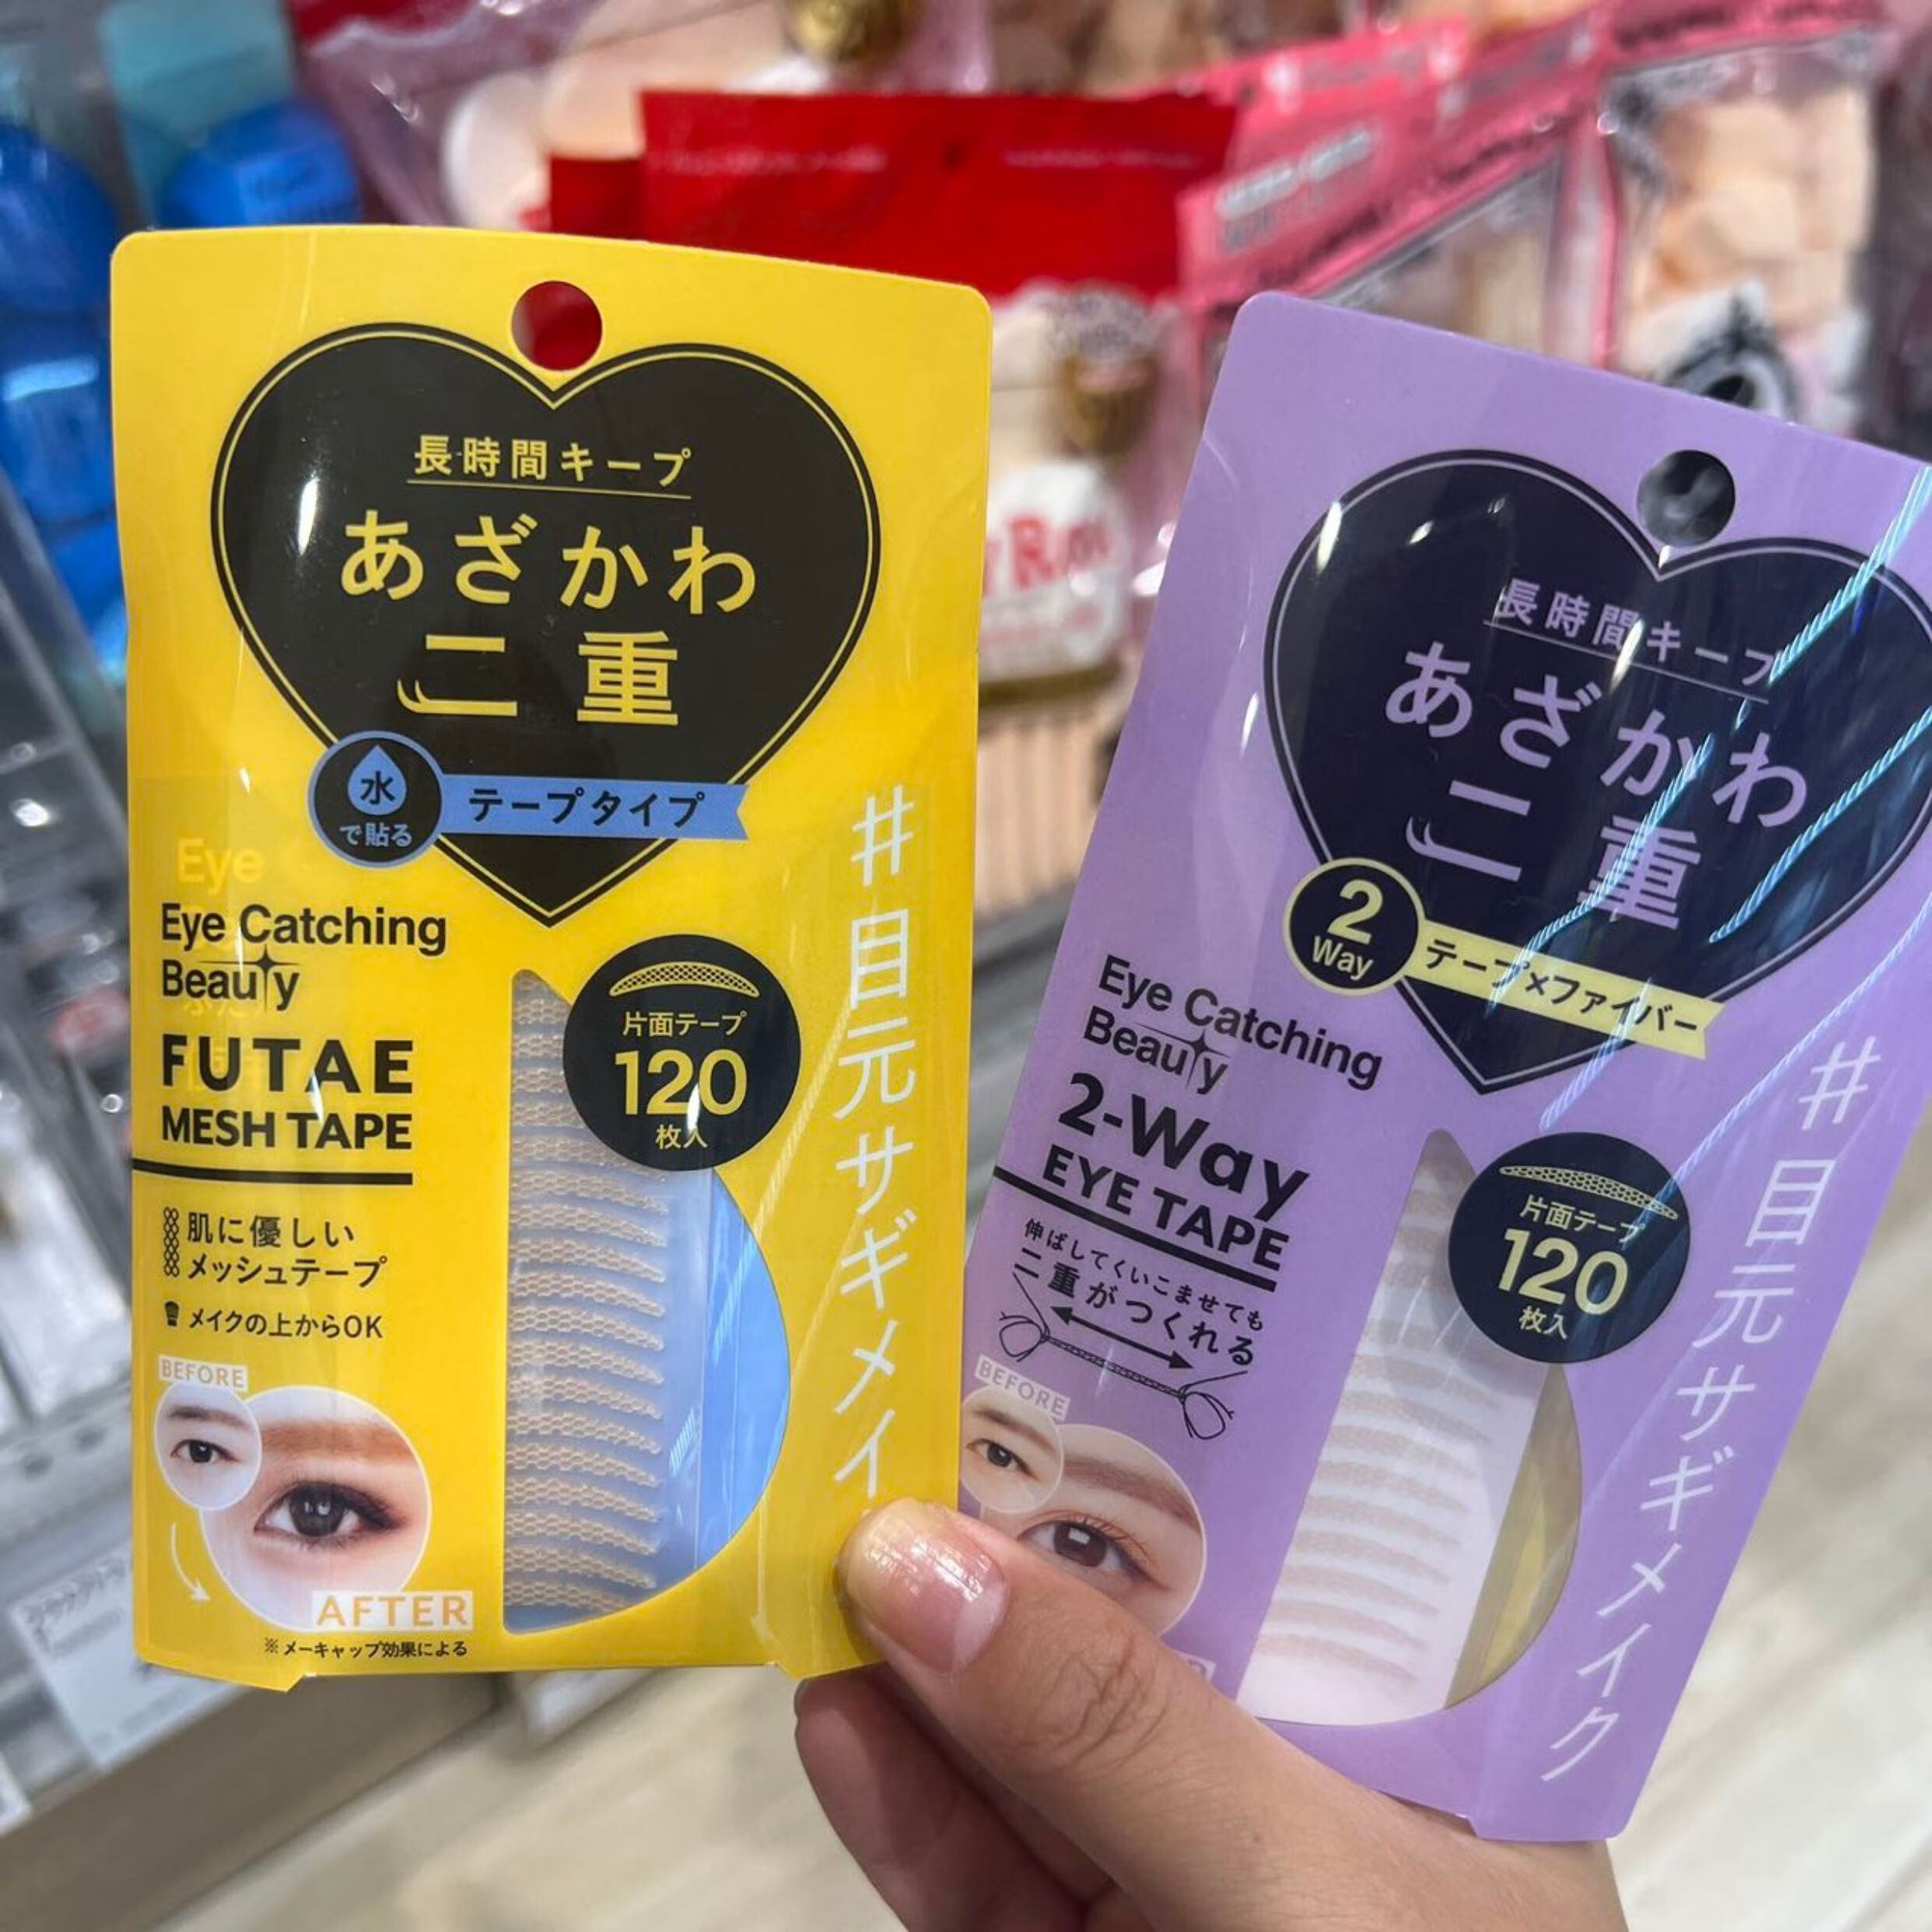 長時間キープ
あざかわ
二重
水
で貼る
テープタイプ
Eye
Eye Catching
Beauty
FUTAE
MESH TAPE
片面テープ
120
枚入
肌に優しい
メッシュテープ
メイクの上からOK
BEFORE
AFTER
※メーキャップ効果による
#目元サギメイ
長時間キープ
あざかわ
二重
2
Way
テープ×ファイバー
Eye Catching
Beauty
2-Way
EYE TAPE
片面テープ
120
枚入
伸ばしてくいこませても
二重がつくれる
BEFORE
#目元サギメイク